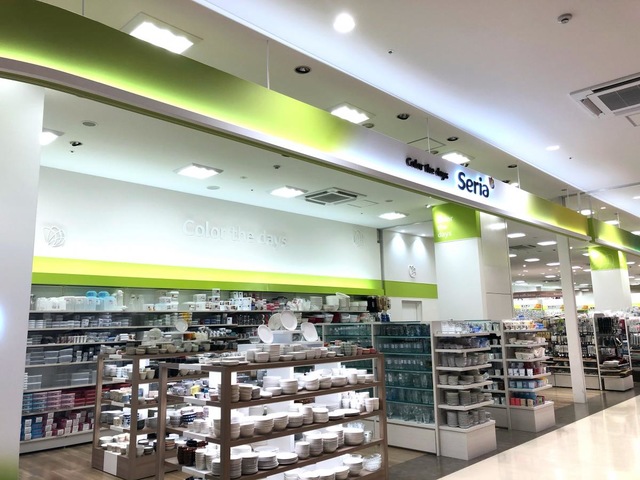 Color the days
Seria
Color the days